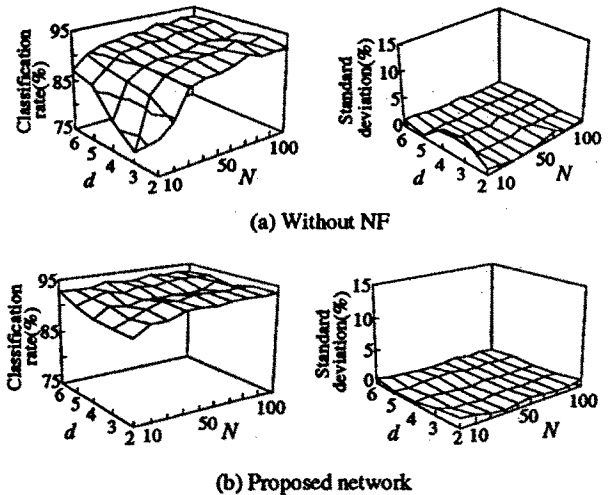 Classification
rate(%)
95
85
75
6
5
4
3
2
d
10
50
100
N
Standard
deviation(%)
15
10
5
0
6
5
4
3
2
d
10
50
100
N
(a) Without NF
Classification
rate(%)
95
85
75
6
5
4
3
2
d
10
50
100
N
Standard
deviation(%)
15
10
5
0
6
5
4
3
2
d
10
50
100
N
(b) Proposed network